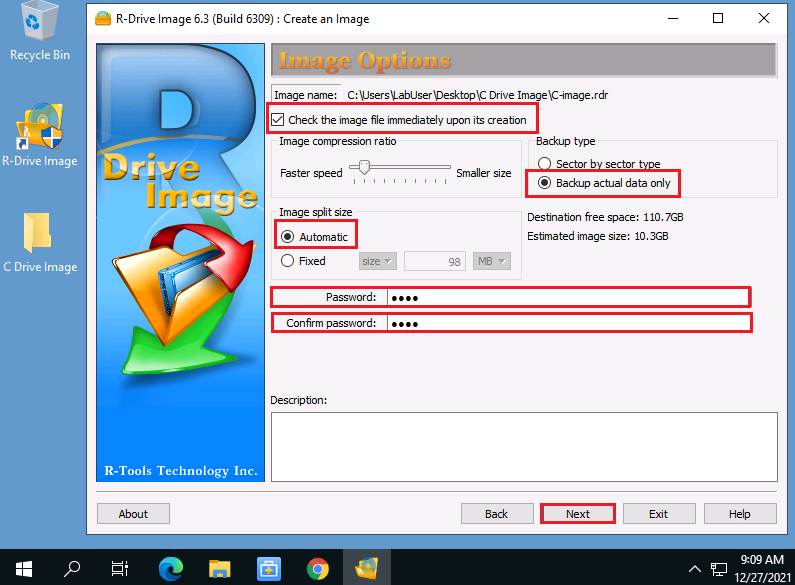 R-Drive Image 6.3 (Build 6309) : Create an Image
Recycle Bin
R-Drive Image
C Drive Image
Drive
Image
R-Tools Technology Inc.
Image Options
Image name: C:\Users\LabUser\Desktop\C Drive Image\C-image.rdr
Check the image file immediately upon its creation
Image compression ratio
Faster speed
Smaller size
Backup type
Sector by sector type
Backup actual data only
Image split size
Automatic
Fixed
size
98
MB
Destination free space: 110.7GB
Estimated image size: 10.3GB
Password: ●●●●
Confirm password: ●●●●
Description:
About
Back
Next
Exit
Help
9:09 AM
12/27/2021